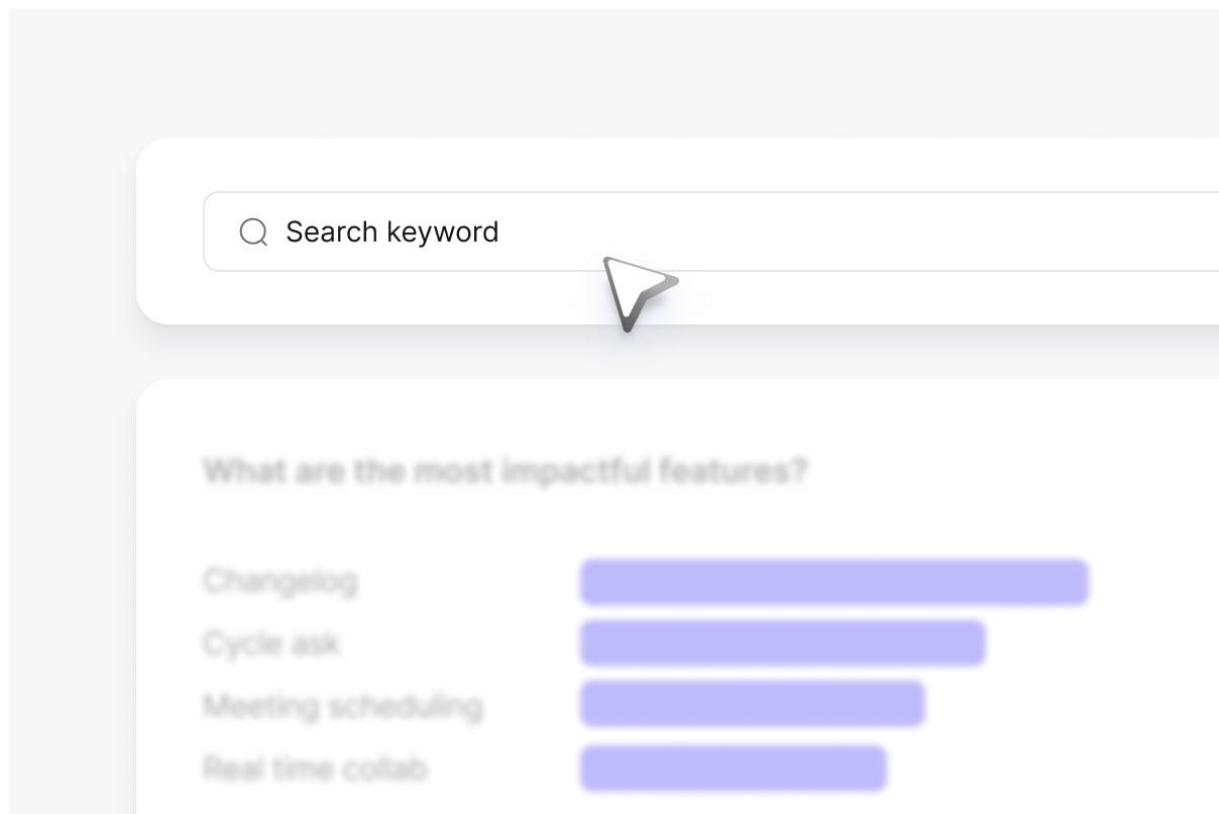 Search keyword
What are the most impactful features?
Changelog
Cycle ask
Meeting scheduling
Real time collab